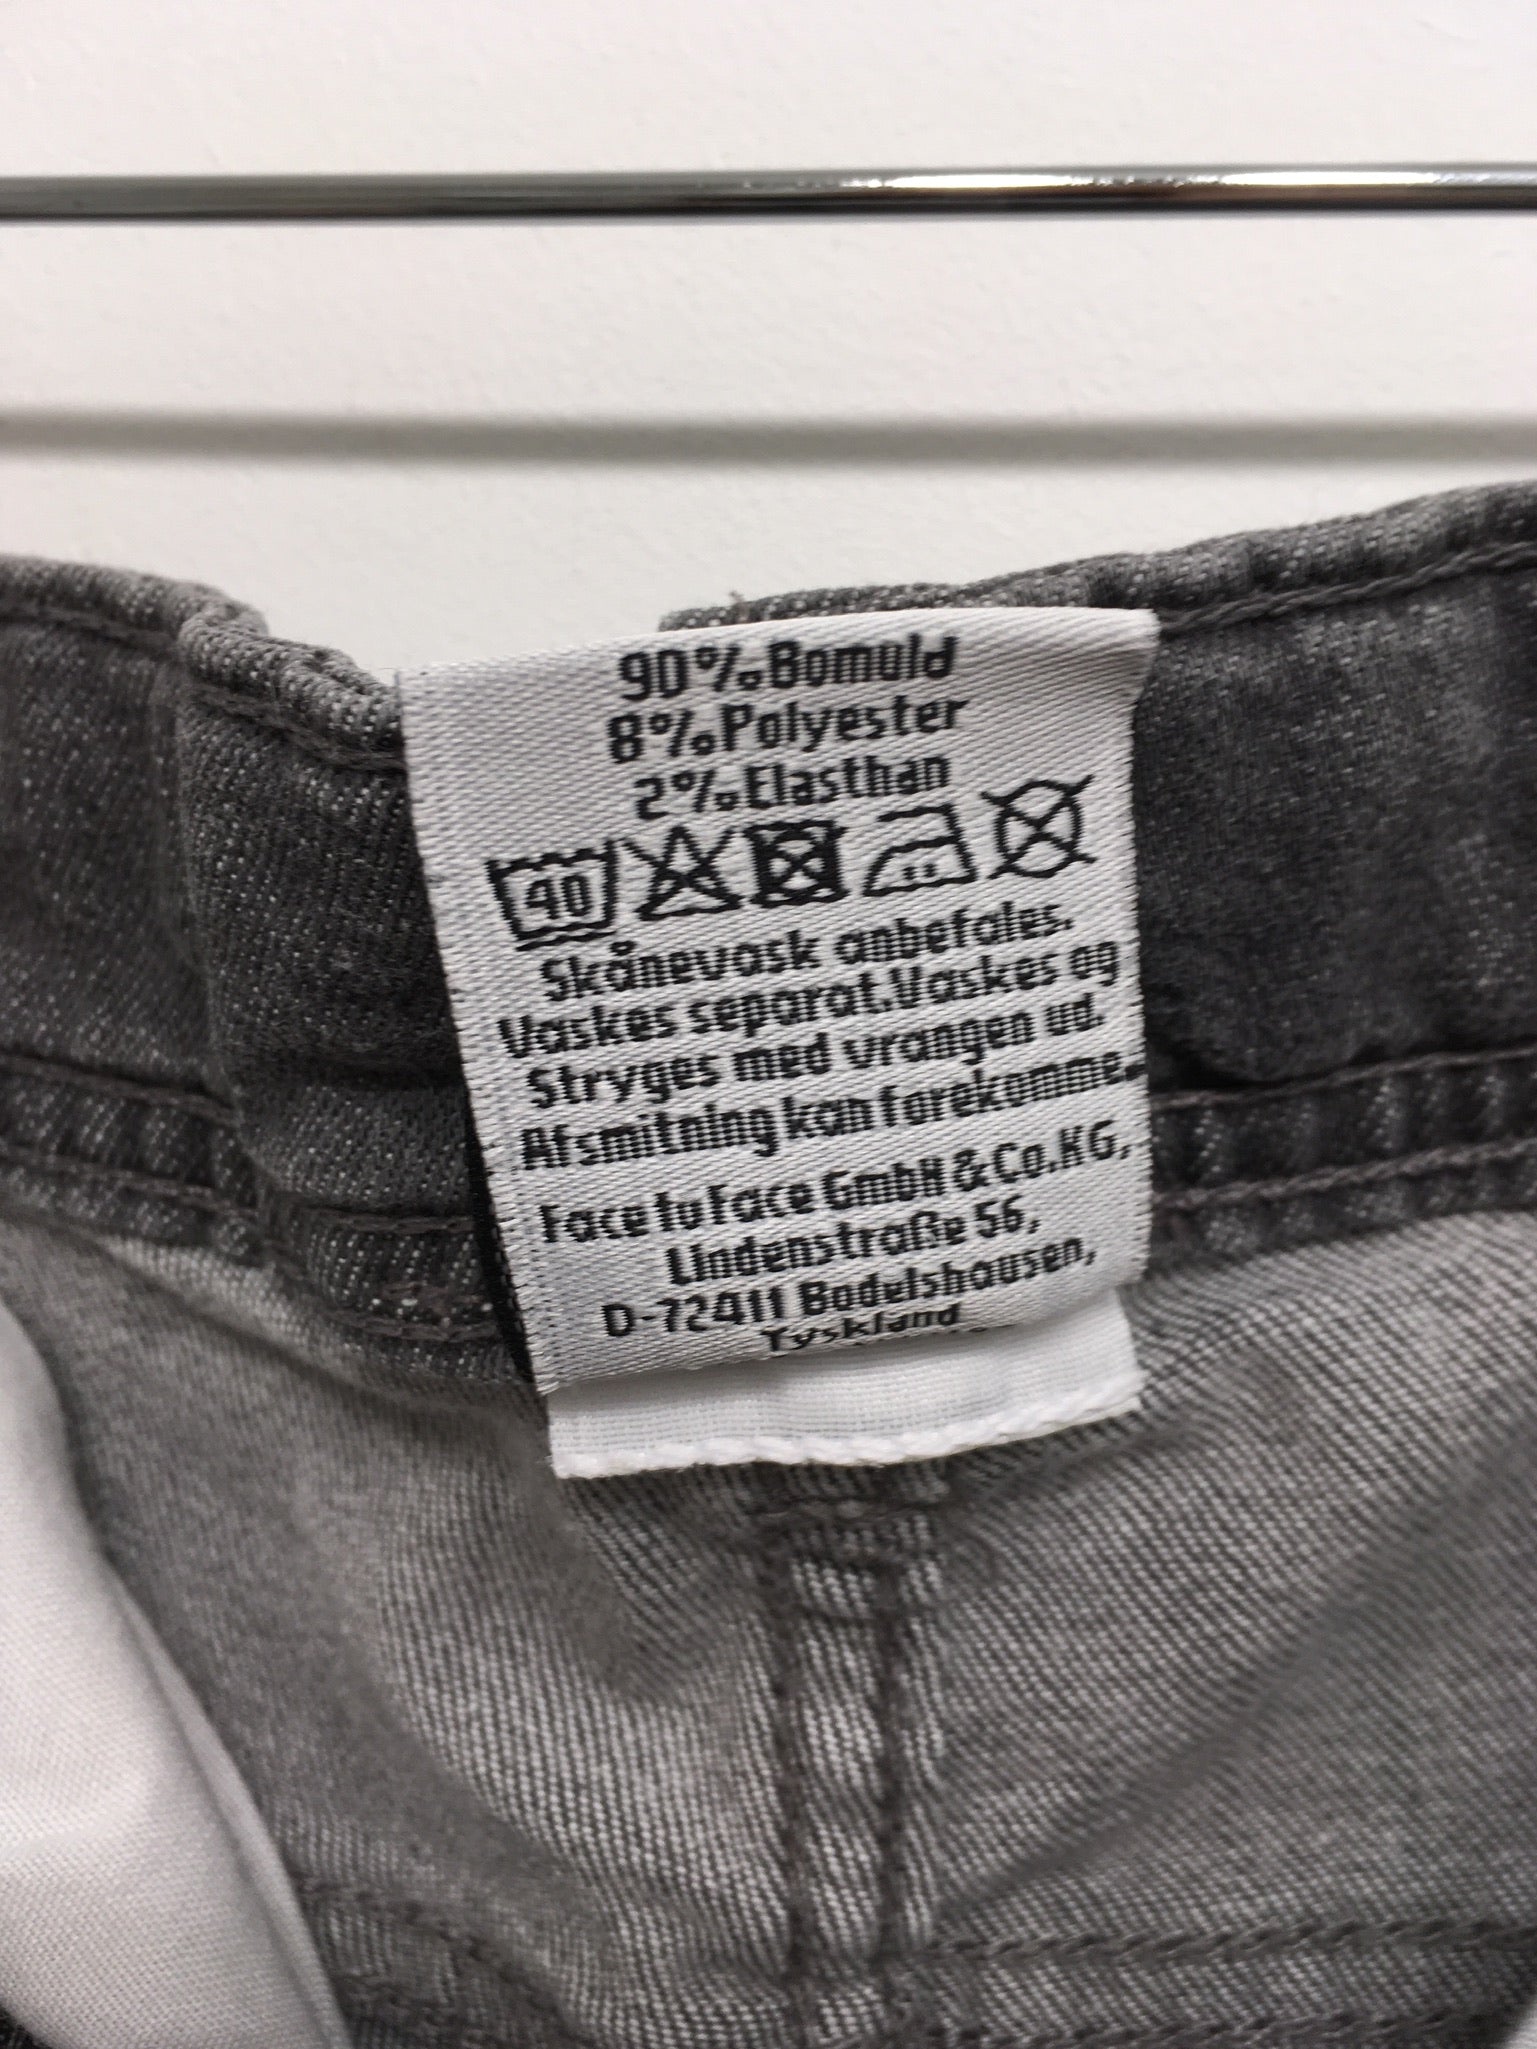 90%Bomuld
8%Polyester
2%Elasthan
40
Skånevask anbefales.
Vaskes separat.Vaskes og
Stryges med vrangen ud.
Afsmitning kan forekomme.
Face to Face GmbH & Co.KG,
Lindenstraße 56,
D-72411 Bodelshausen,
Tyskland